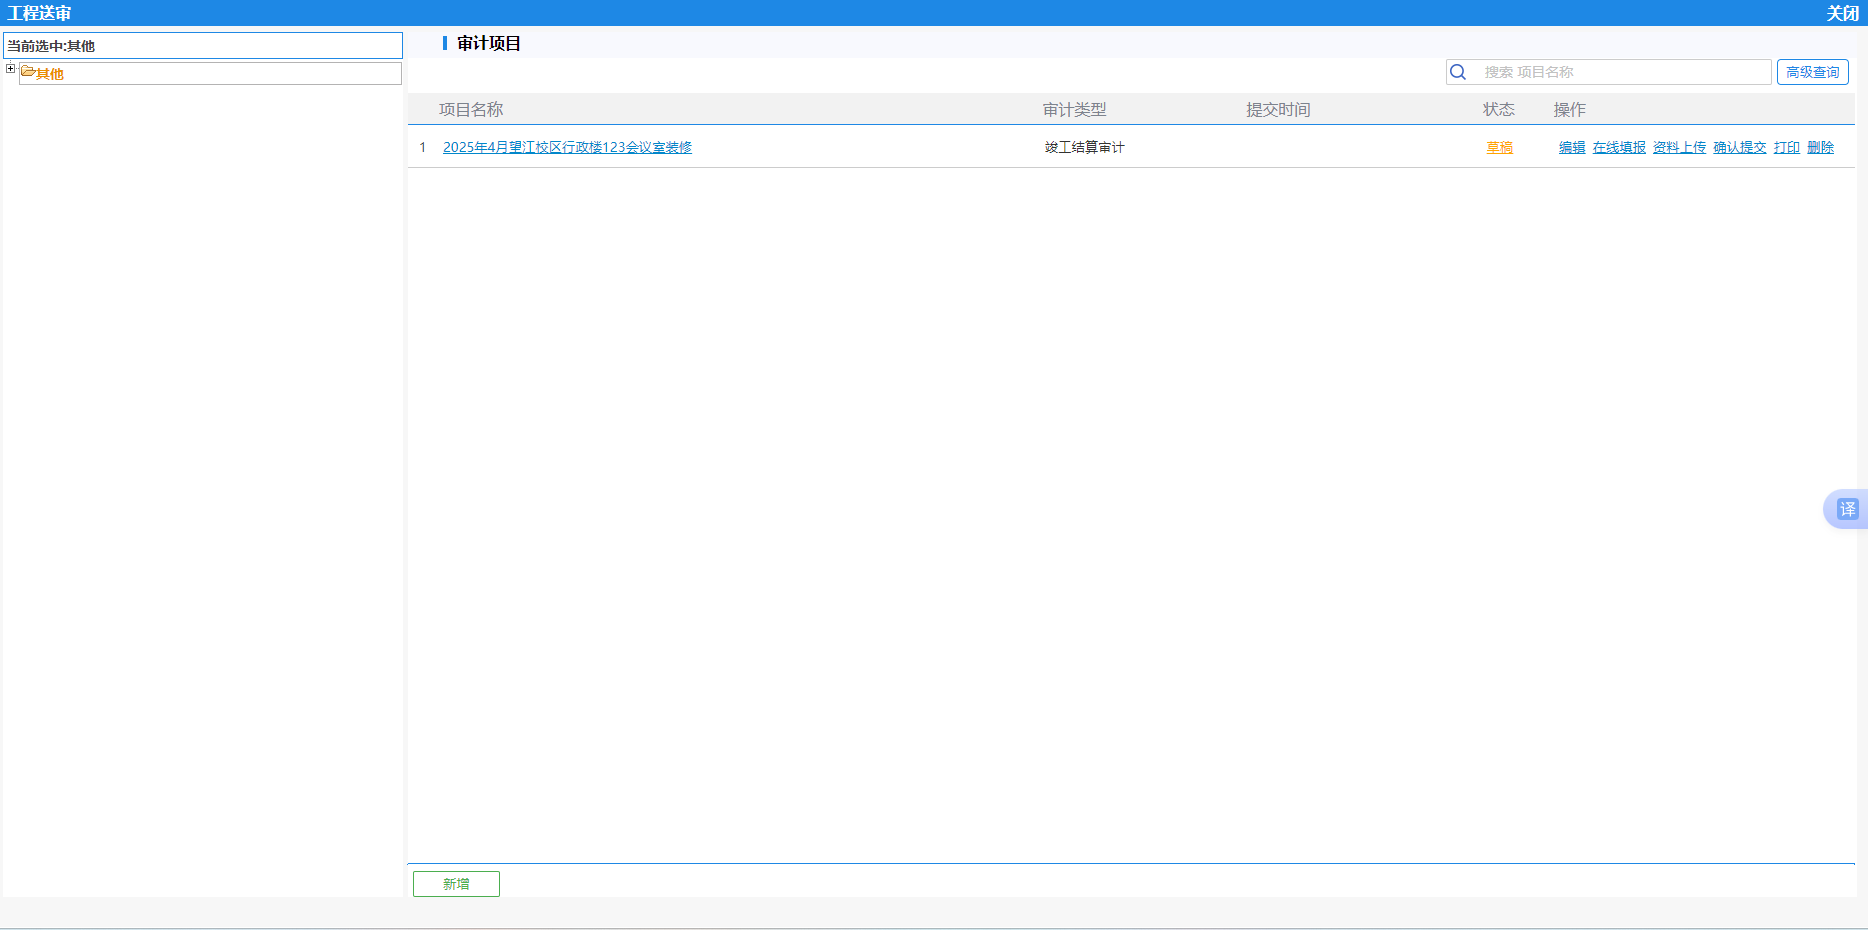 工程送审 关闭
当前选中:其他
其他
审计项目
搜索 项目名称 高级查询
项目名称 审计类型 提交时间 状态 操作
1 2025年4月望江校区行政楼123会议室装修 竣工结算审计 草稿 编辑 在线填报 资料上传 确认提交 打印 删除
译
新增